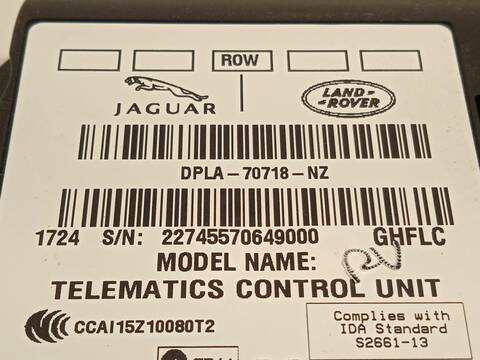 ROW
JAGUAR
LAND-
ROVER
DPLA-70718-NZ
1724 S/N: 22745570649000 GHFLC
MODEL NAME:
TELEMATICS CONTROL UNIT
CCAI15Z10080T2
Complies with
IDA Standard
S2661-13